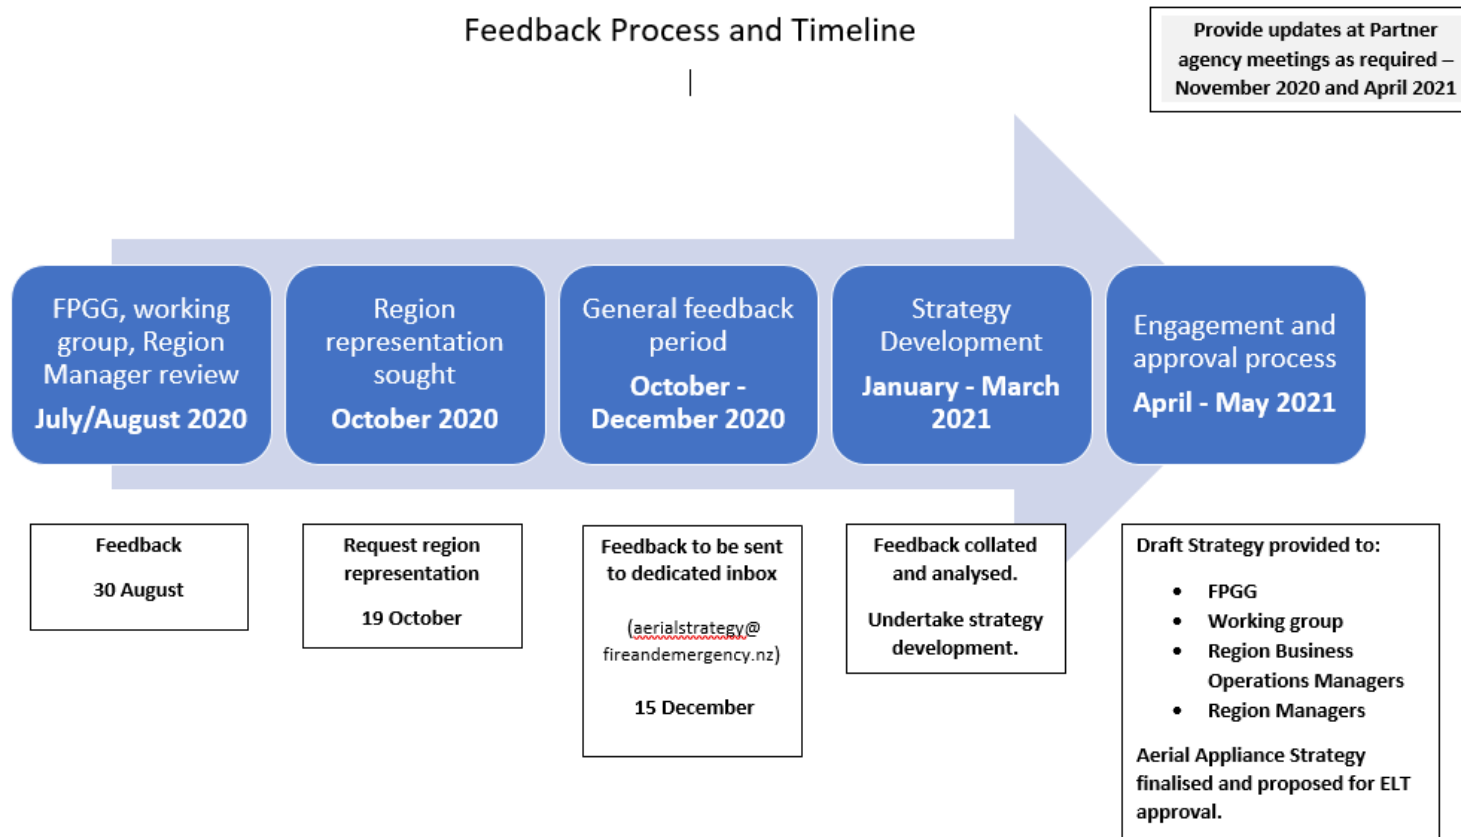 Feedback Process and Timeline
Provide updates at Partner
agency meetings as required –
November 2020 and April 2021
FPGG, working
group, Region
Manager review
July/August 2020
Region
representation
sought
October 2020
General feedback
period
October -
December 2020
Strategy
Development
January - March
2021
Engagement and
approval process
April - May 2021
Feedback
30 August
Request region
representation
19 October
Feedback to be sent
to dedicated inbox
(aerialstrategy@
fireandemergency.nz)
15 December
Feedback collated
and analysed.
Undertake strategy
development.
Draft Strategy provided to:
• FPGG
• Working group
• Region Business
Operations Managers
• Region Managers
Aerial Appliance Strategy
finalised and proposed for ELT
approval.